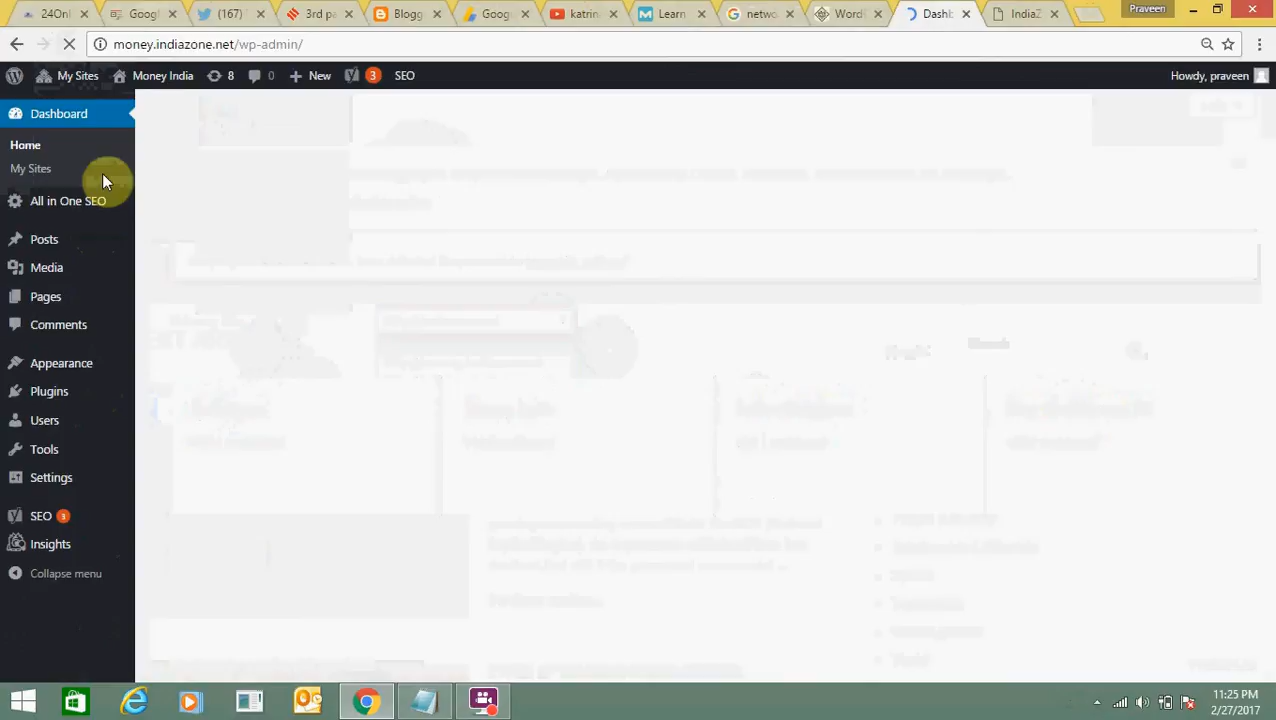 24Onl
Googl
(167)
3rd pa
Blogg
Goog
katrin
Learn
netwo
WordI
Dashb
IndiaZ
Praveen
money.indiazone.net/wp-admin/
My Sites
Money India
8
0
New
3
SEO
Howdy, praveen
Dashboard
Home
My Sites
All in One SEO
Posts
Media
Pages
Comments
Appearance
Plugins
Users
Tools
Settings
SEO 3
Insights
Collapse menu
11:25 PM
2/27/2017